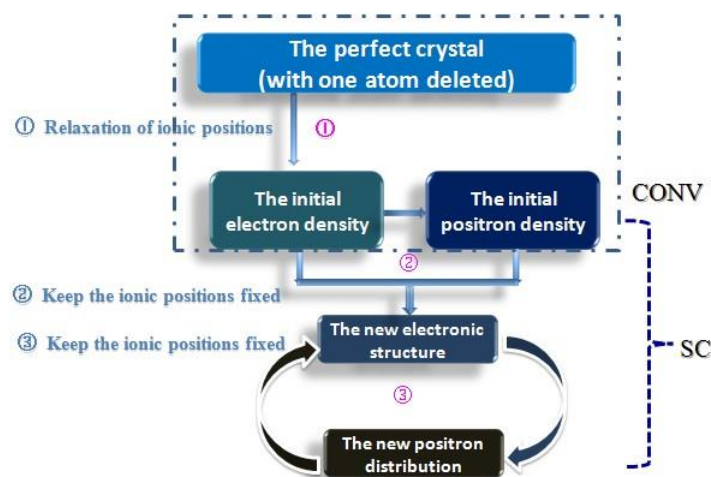 The perfect crystal
(with one atom deleted)
① Relaxation of ionic positions
①
The initial
electron density
The initial
positron density
CONV
②
② Keep the ionic positions fixed
③ Keep the ionic positions fixed
The new electronic
structure
SC
③
The new positron
distribution